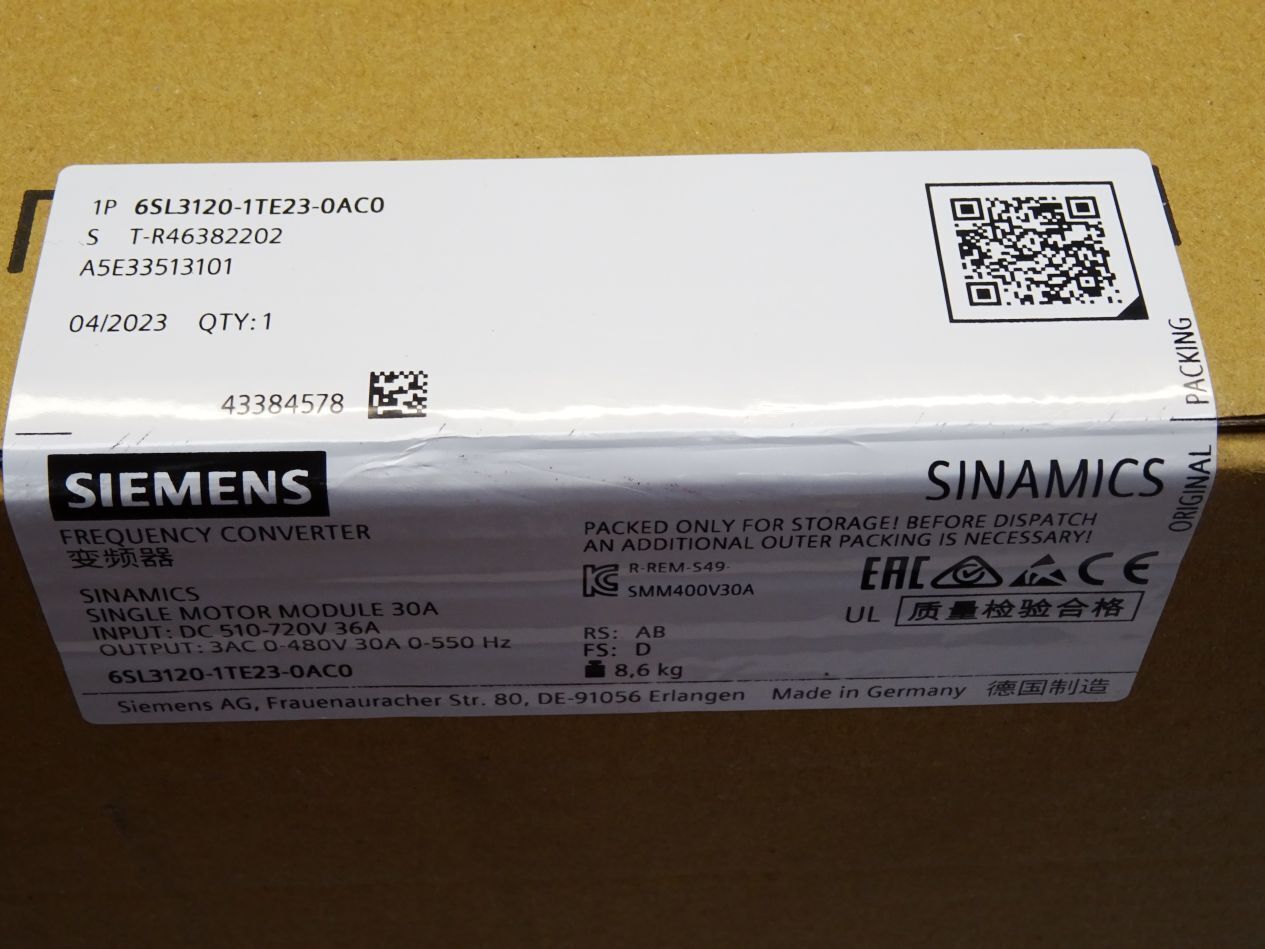 1P 6SL3120-1TE23-0AC0
S T-R46382202
A5E33513101
04/2023 QTY: 1
43384578
ORIGINAL PACKING
SIEMENS
SINAMICS
FREQUENCY CONVERTER
变频器
PACKED ONLY FOR STORAGE! BEFORE DISPATCH
AN ADDITIONAL OUTER PACKING IS NECESSARY!
R-REM-S49-
SMM400V30A
EAC CE
UL 质量检验合格
SINAMICS
SINGLE MOTOR MODULE 30A
INPUT: DC 510-720V 36A
OUTPUT: 3AC 0-480V 30A 0-550 Hz
6SL3120-1TE23-0AC0
RS: AB
FS: D
8,6 kg
Siemens AG, Frauenauracher Str. 80, DE-91056 Erlangen Made in Germany 德国制造